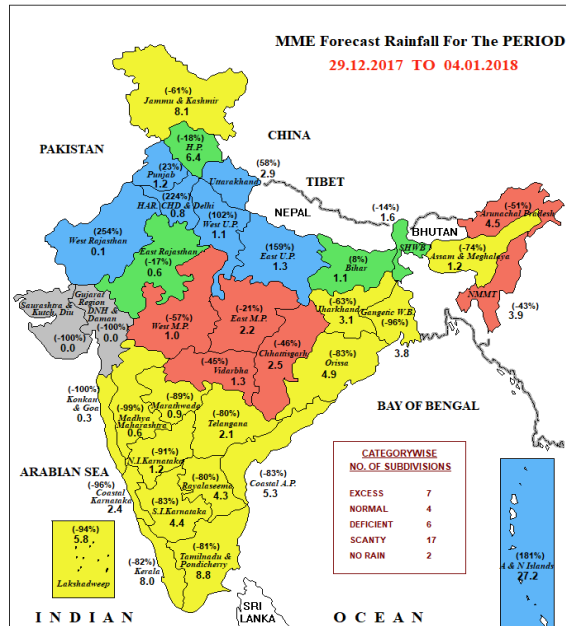 MME Forecast Rainfall For The PERIOD
29.12.2017 TO 04.01.2018
(-61%)
Jammu & Kashmir
8.1
CHINA
PAKISTAN
(-18%)
H.P.
6.4
(23%)
Punjab
1.2
(58%)
2.9
Uttarakhand
TIBET
(224%)
HAR. CHD & Delhi
0.8
NEPAL
(102%)
West U.P.
1.1
(-14%)
1.6
BHUTAN
(-51%)
Arunachal Pradesh
4.5
(254%)
West Rajasthan
0.1
East Rajasthan
(-17%)
0.6
(159%)
East U.P.
1.3
(8%)
Bihar
1.1
SHWB
(-74%)
Assam & Meghalaya
1.2
NMMT
(-43%)
3.9
Saurashtra &
Kutch, Diu
(-100%)
0.0
Gujarat
Region
DNH &
Daman
(-100%)
0.0
(-57%)
West M.P.
1.0
(-21%)
East M.P.
2.2
(-63%)
Jharkhand
3.1
Gangetic W.B.
(-96%)
3.8
(-46%)
Chhattisgarh
2.5
(-45%)
Vidarbha
1.3
(-83%)
Orissa
4.9
(-100%)
Konkan
& Goa
0.3
(-99%)
Madhya
Maharashtra
0.6
(-89%)
Marathwada
0.9
(-80%)
Telangana
2.1
BAY OF BENGAL
ARABIAN SEA
(-91%)
N.I.Karnataka
1.2
(-96%)
Coastal
Karnataka
2.4
(-80%)
Rayalaseema
4.3
(-83%)
Coastal A.P.
5.3
(-83%)
S.I.Karnataka
4.4
(-94%)
5.8
Lakshadweep
(-82%)
Kerala
8.0
(-81%)
Tamilnadu &
Pondicherry
8.8
CATEGORYWISE
NO. OF SUBDIVISIONS
EXCESS 7
NORMAL 4
DEFICIENT 6
SCANTY 17
NO RAIN 2
(181%)
A & N Islands
27.2
SRI
LANKA
INDIAN OCEAN